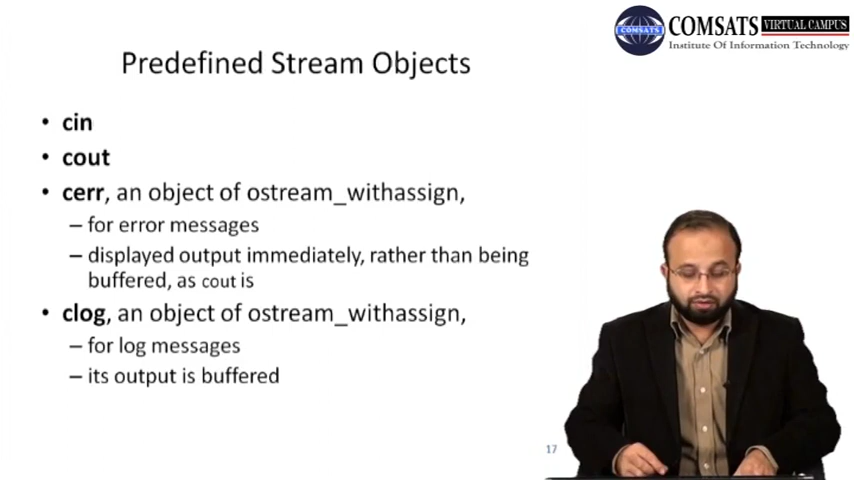 COMSATS VIRTUAL CAMPUS
COMSATS
Institute Of Information Technology
Predefined Stream Objects
• cin
• cout
• cerr, an object of ostream_withassign,
– for error messages
– displayed output immediately, rather than being
buffered, as cout is
• clog, an object of ostream_withassign,
– for log messages
– its output is buffered
17